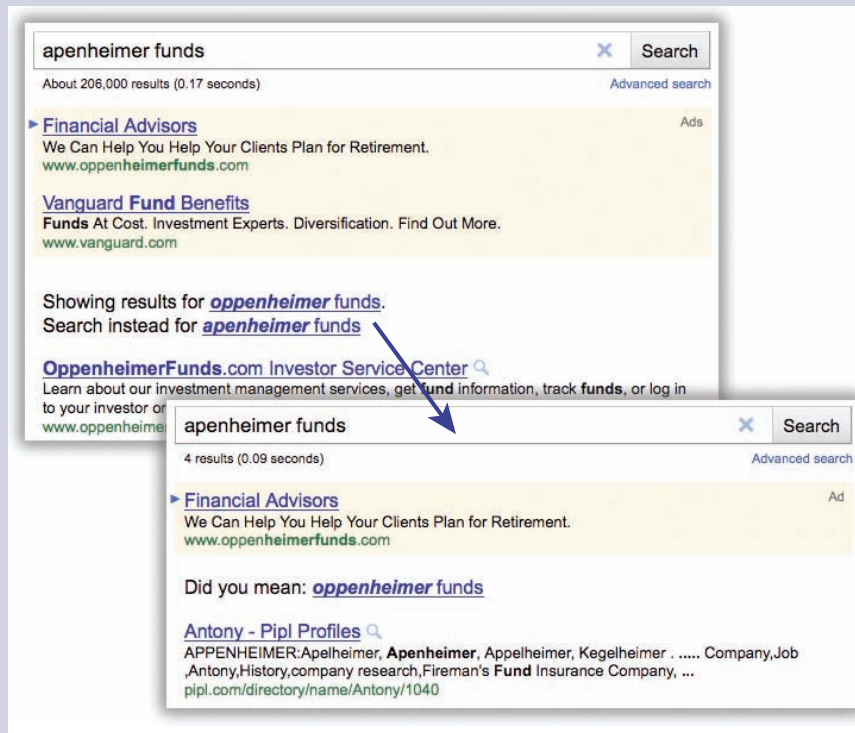 apenheimer funds
Search
About 206,000 results (0.17 seconds)
Advanced search
Financial Advisors
Ads
We Can Help You Help Your Clients Plan for Retirement.
www.oppenheimerfunds.com
Vanguard Fund Benefits
Funds At Cost. Investment Experts. Diversification. Find Out More.
www.vanguard.com
Showing results for oppenheimer funds.
Search instead for apenheimer funds
OppenheimerFunds.com Investor Service Center
Learn about our investment management services, get fund information, track funds, or log in
to your investor or
www.oppenheime
apenheimer funds
Search
4 results (0.09 seconds)
Advanced search
Financial Advisors
Ad
We Can Help You Help Your Clients Plan for Retirement.
www.oppenheimerfunds.com
Did you mean: oppenheimer funds
Antony - Pipl Profiles
APPENHEIMER:Apelheimer, Apenheimer, Appelheimer, Kegelheimer . ..... Company,Job
,Antony,History,company research,Fireman's Fund Insurance Company, ...
pipl.com/directory/name/Antony/1040